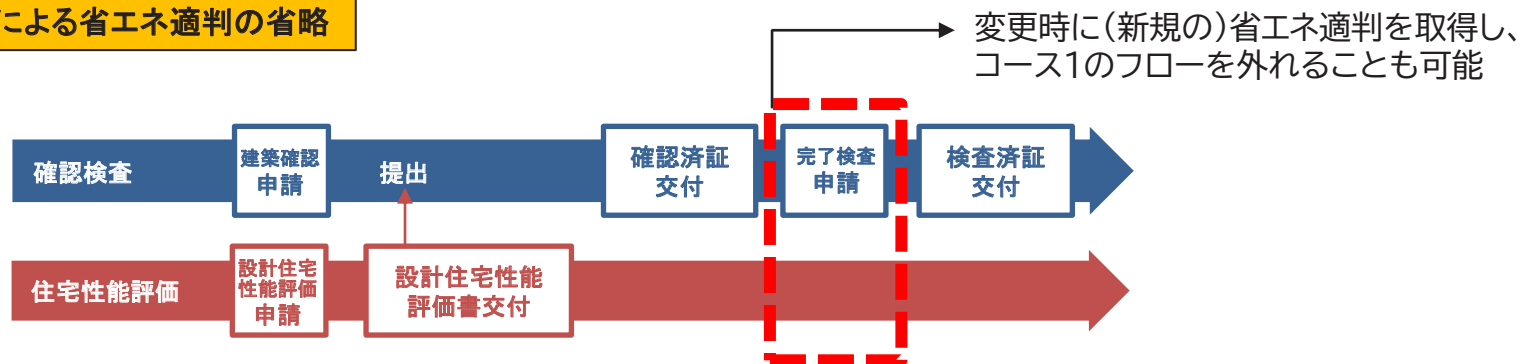 による省エネ適判の省略
変更時に(新規の)省エネ適判を取得し、
コース1のフローを外れることも可能
確認検査
建築確認
申請
提出
確認済証
交付
完了検査
申請
検査済証
交付
住宅性能評価
設計住宅
性能評価
申請
設計住宅性能
評価書交付